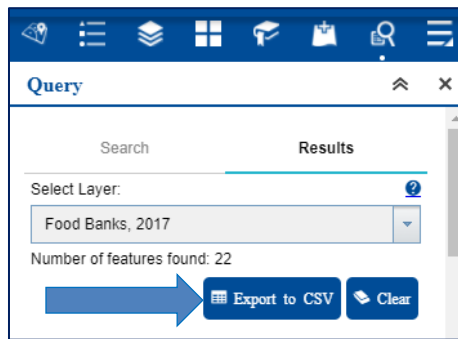 Query
Search Results
Select Layer: ?
Food Banks, 2017
Number of features found: 22
Export to CSV Clear